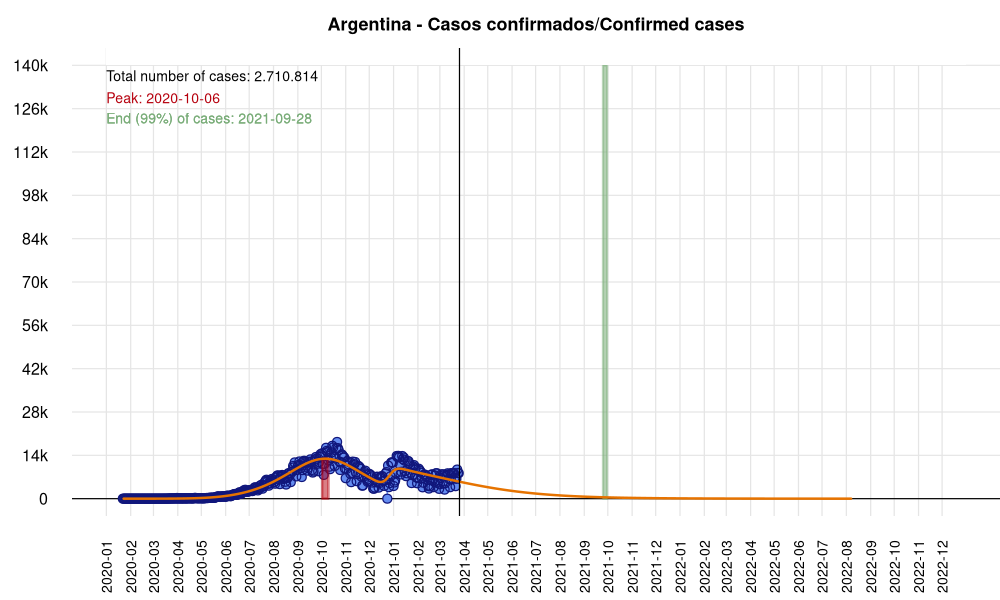 Argentina - Casos confirmados/Confirmed cases
Total number of cases: 2.710.814
Peak: 2020-10-06
End (99%) of cases: 2021-09-28
140k
126k
112k
98k
84k
70k
56k
42k
28k
14k
0
2020-01
2020-02
2020-03
2020-04
2020-05
2020-06
2020-07
2020-08
2020-09
2020-10
2020-11
2020-12
2021-01
2021-02
2021-03
2021-04
2021-05
2021-06
2021-07
2021-08
2021-09
2021-10
2021-11
2021-12
2022-01
2022-02
2022-03
2022-04
2022-05
2022-06
2022-07
2022-08
2022-09
2022-10
2022-11
2022-12